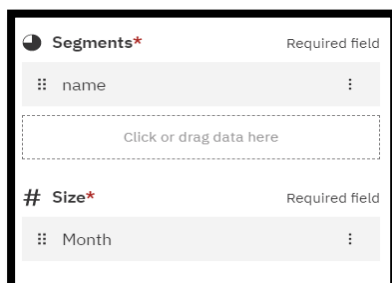 Segments* Required field
name
Click or drag data here
# Size* Required field
Month